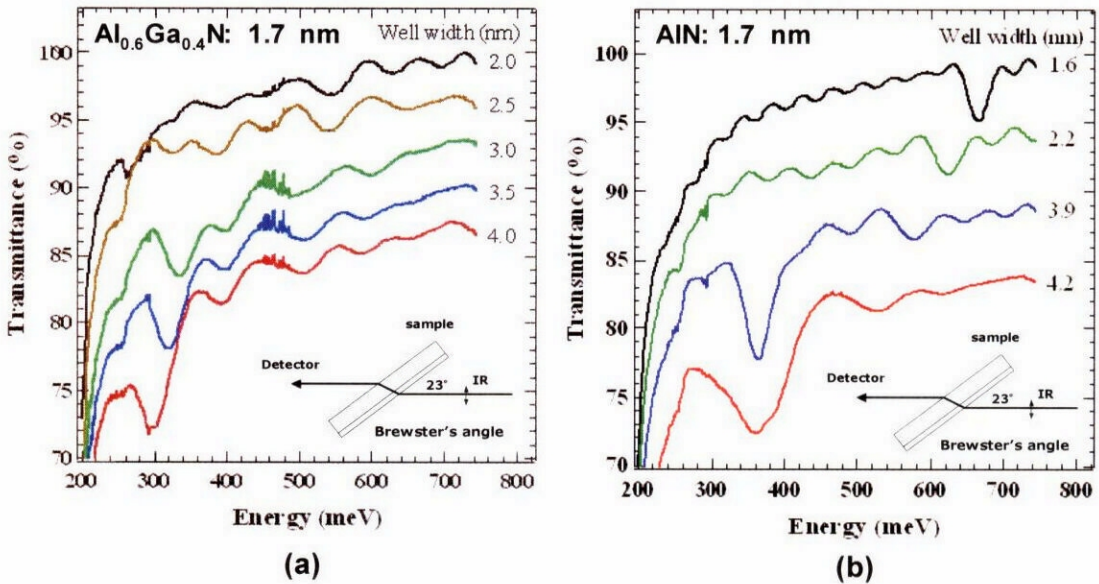 Al0.6Ga0.4N: 1.7 nm
Well width (nm)
2.0
2.5
3.0
3.5
4.0
100
95
90
85
80
75
70
Transmittance (%)
sample
Detector
23°
IR
Brewster's angle
200 300 400 500 600 700 800
Energy (meV)
(a)
AlN: 1.7 nm
Well width (nm)
1.6
2.2
3.9
4.2
100
95
90
85
80
75
70
Transmittance (%)
sample
Detector
23°
IR
Brewster's angle
200 300 400 500 600 700 800
Energy (meV)
(b)